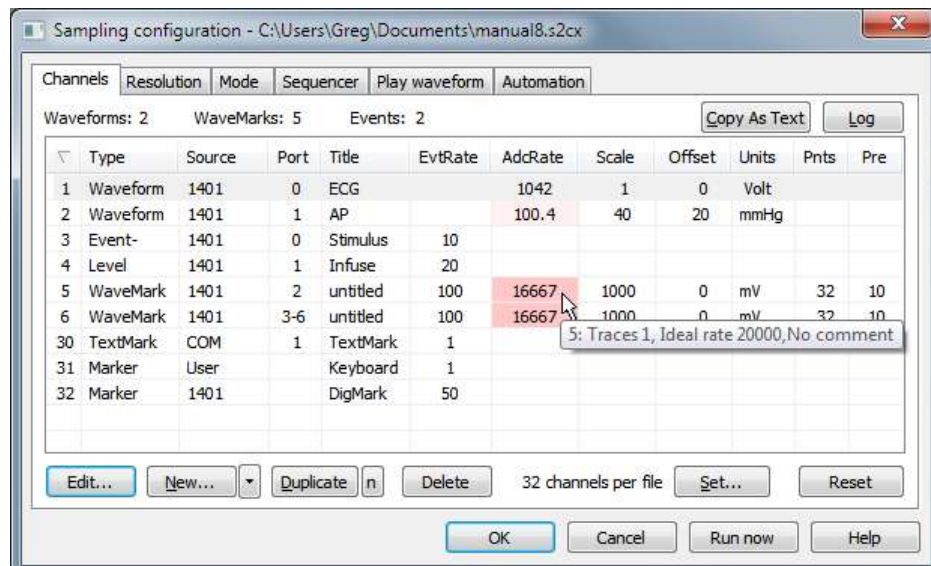 Sampling configuration - C:\Users\Greg\Documents\manual8.s2cx
Channels Resolution Mode Sequencer Play waveform Automation
Waveforms: 2 WaveMarks: 5 Events: 2 Copy As Text Log
Type Source Port Title EvtRate AdcRate Scale Offset Units Pnts Pre
1 Waveform 1401 0 ECG 1042 1 0 Volt
2 Waveform 1401 1 AP 100.4 40 20 mmHg
3 Event- 1401 0 Stimulus 10
4 Level 1401 1 Infuse 20
5 WaveMark 1401 2 untitled 100 16667 1000 0 mV 32 10
6 WaveMark 1401 3-6 untitled 100 16667 1000 0 mV 32 10
5: Traces 1, Ideal rate 20000,No comment
30 TextMark COM 1 TextMark 1
31 Marker User Keyboard 1
32 Marker 1401 DigMark 50
Edit... New... Duplicate n Delete 32 channels per file Set... Reset
OK Cancel Run now Help